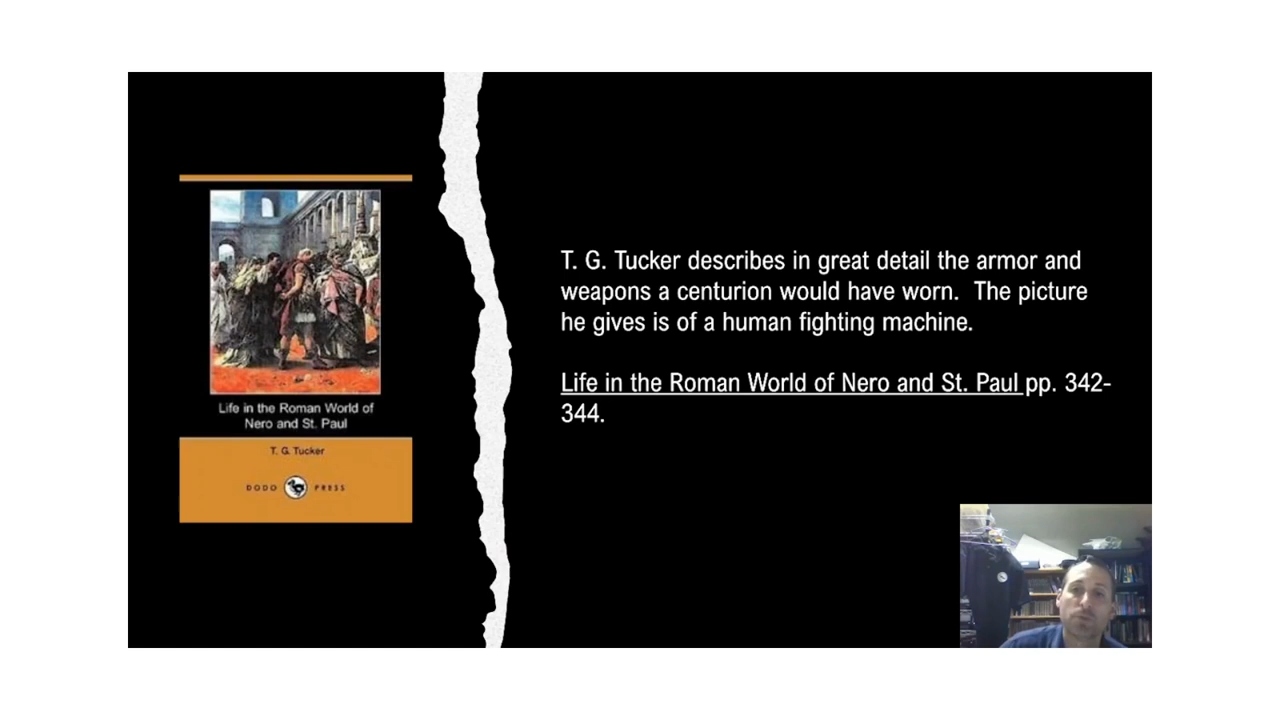 Life in the Roman World of
Nero and St. Paul
T. G. Tucker
DODO PRESS
T. G. Tucker describes in great detail the armor and
weapons a centurion would have worn.  The picture
he gives is of a human fighting machine.
Life in the Roman World of Nero and St. Paul pp. 342-
344.